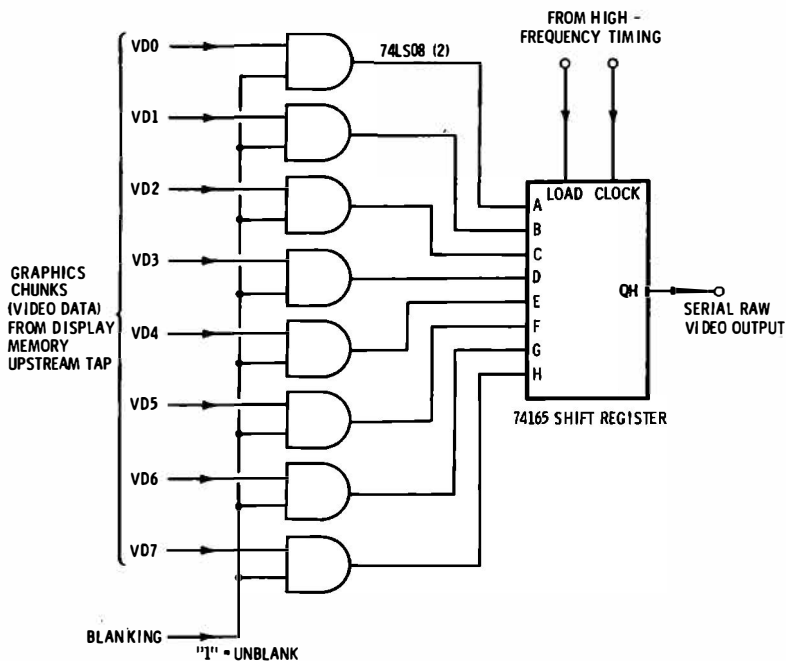 FROM HIGH -
FREQUENCY TIMING
VD0
74LS08 (2)
VD1
VD2
LOAD CLOCK
A
B
C
D
E
F
G
H
QH
SERIAL RAW
VIDEO OUTPUT
74165 SHIFT REGISTER
VD3
GRAPHICS
CHUNKS
(VIDEO DATA)
FROM DISPLAY
MEMORY
UPSTREAM TAP
VD4
VD5
VD6
VD7
BLANKING
"1" = UNBLANK